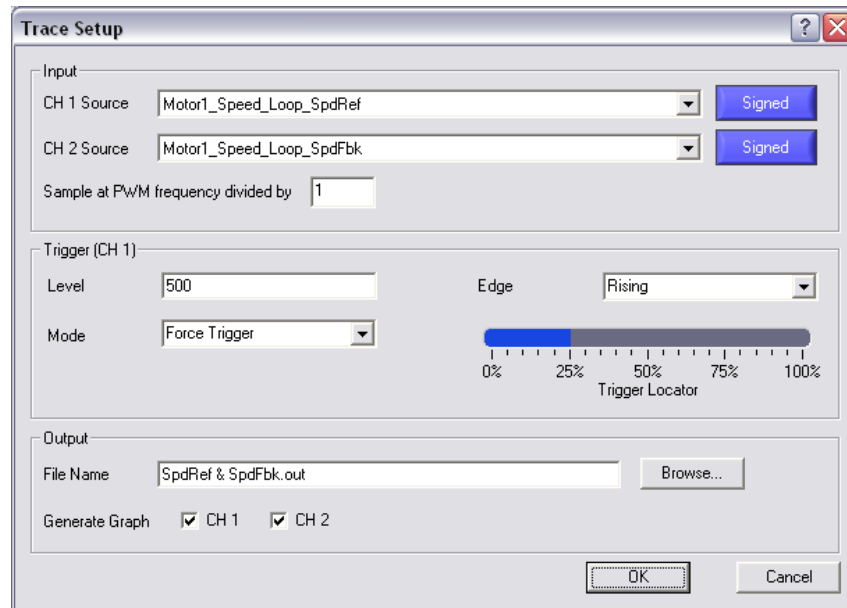 Trace Setup
Input
CH 1 Source Motor1_Speed_Loop_SpdRef Signed
CH 2 Source Motor1_Speed_Loop_SpdFbk Signed
Sample at PWM frequency divided by 1
Trigger (CH 1)
Level 500 Edge Rising
Mode Force Trigger
0% 25% 50% 75% 100%
Trigger Locator
Output
File Name SpdRef & SpdFbk.out Browse...
Generate Graph CH 1 CH 2
OK Cancel